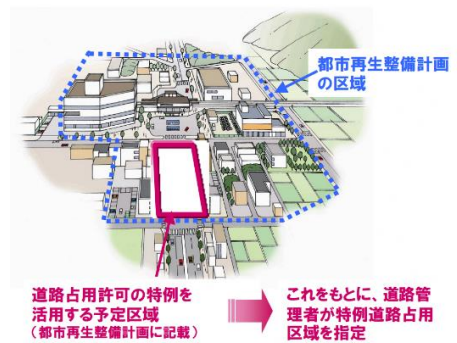 都市再生整備計画
の区域
道路占用許可の特例を
活用する予定区域
(都市再生整備計画に記載)
これをもとに、道路管
理者が特例道路占用
区域を指定